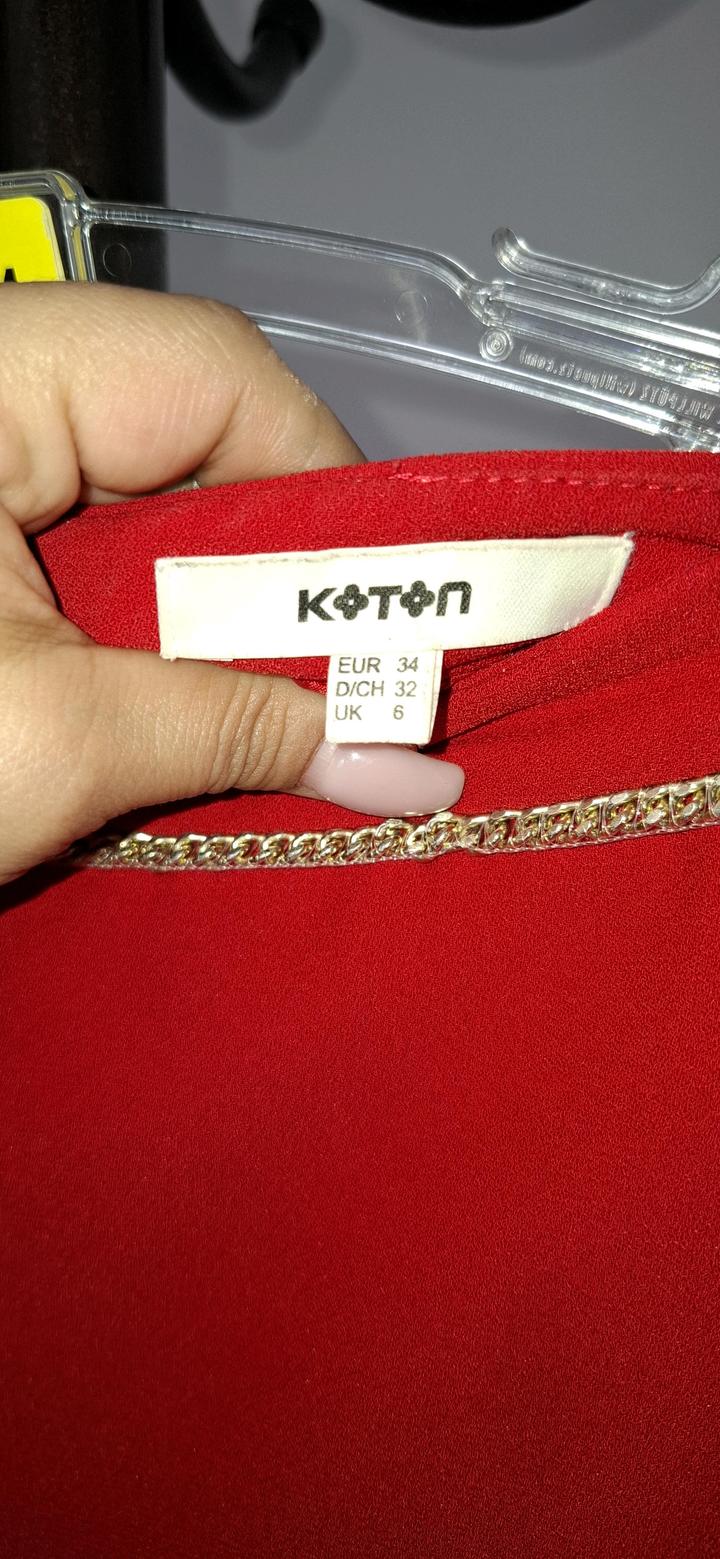 KOTON
EUR 34
D/CH 32
UK 6